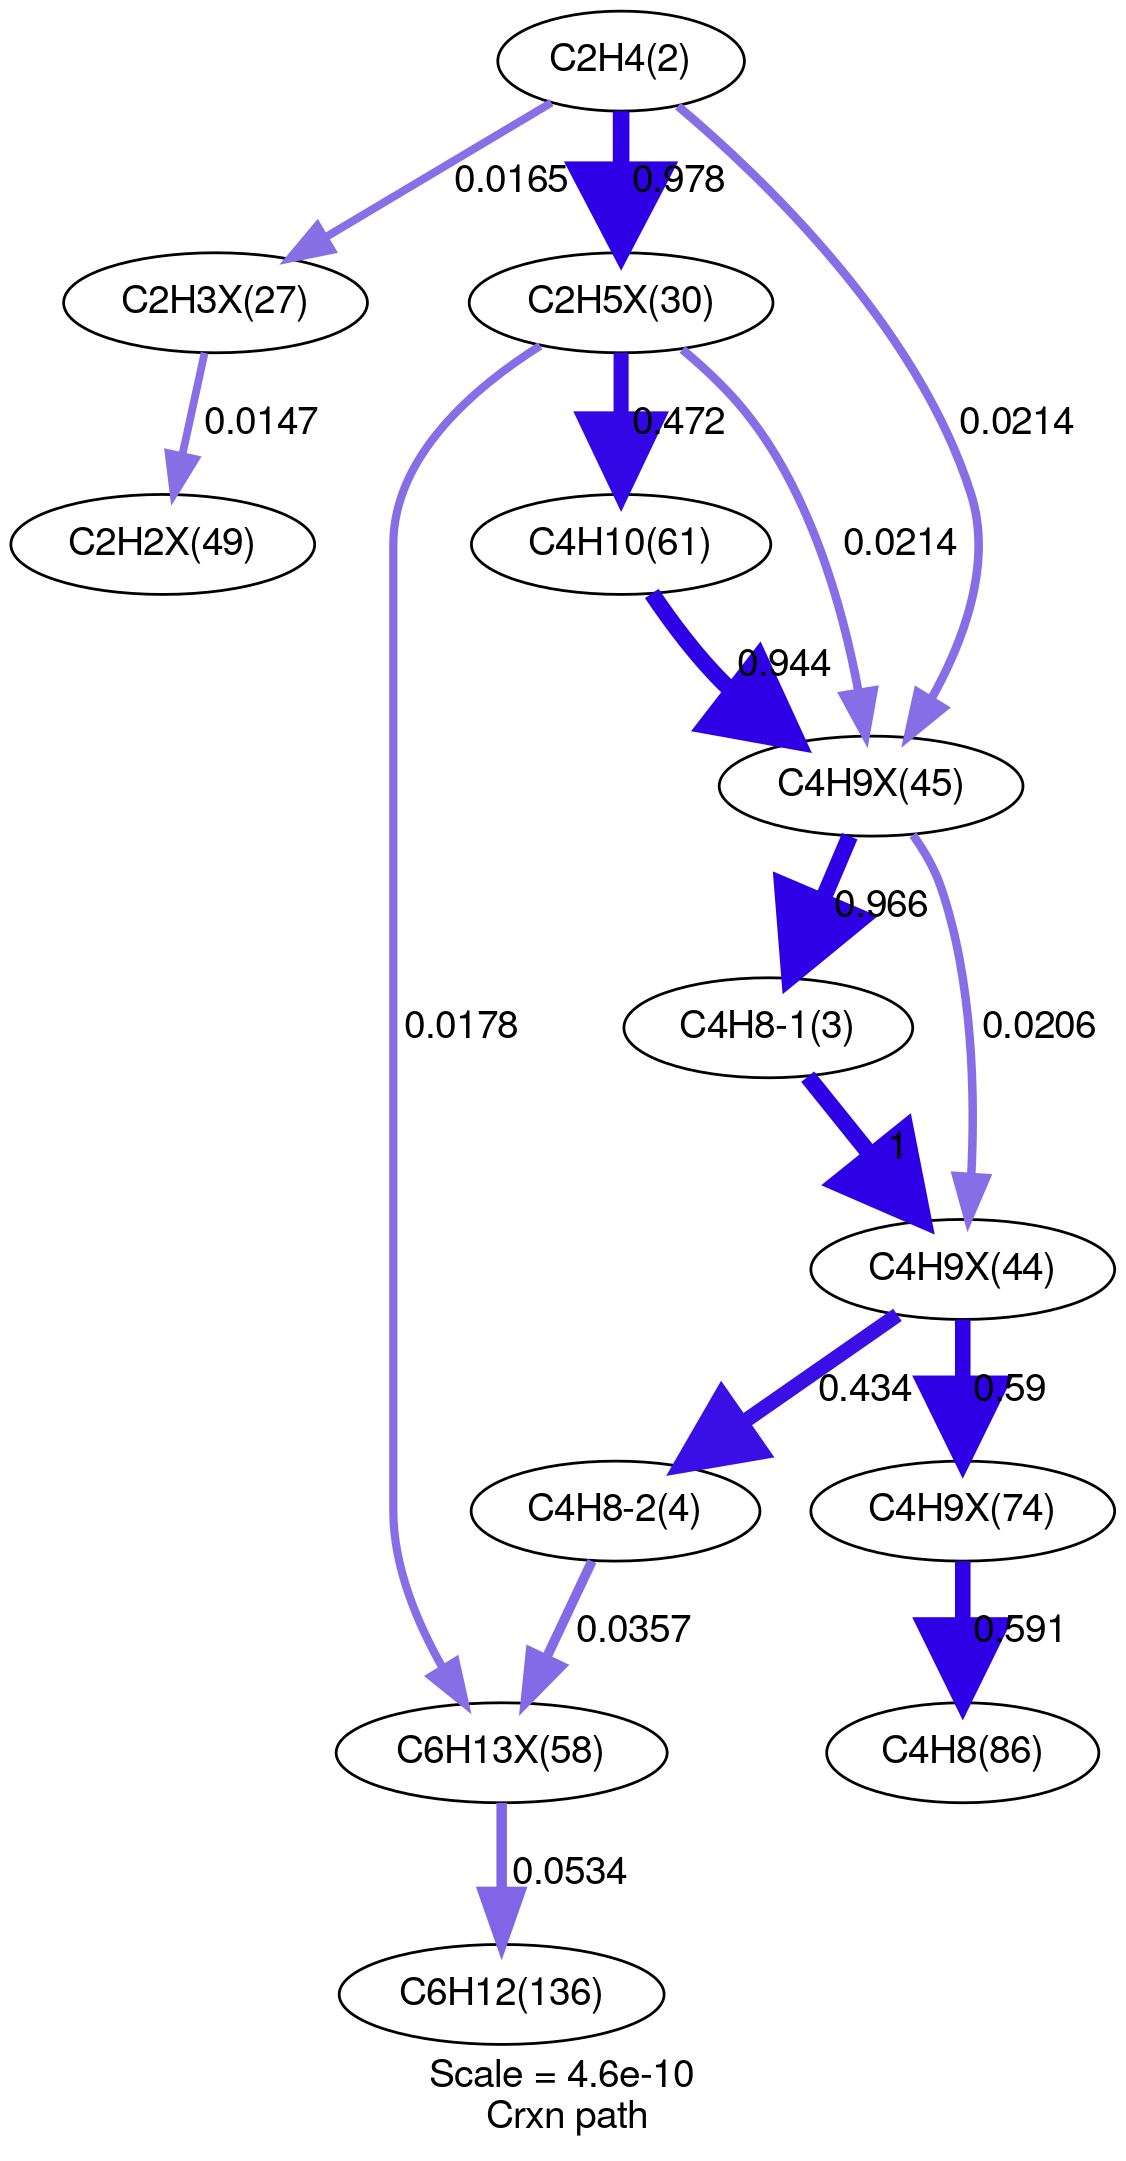 C2H4(2)
0.0165
0.978
C2H3X(27)
C2H5X(30)
0.0147
0.472
0.0214
C2H2X(49)
C4H10(61)
0.0214
0.944
C4H9X(45)
0.966
C4H8-1(3)
0.0178
0.0206
1
C4H9X(44)
0.434
0.59
C4H8-2(4)
C4H9X(74)
0.0357
0.591
C6H13X(58)
C4H8(86)
0.0534
C6H12(136)
Scale = 4.6e-10
Crxn path